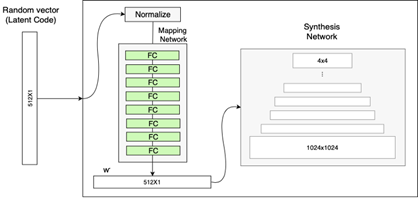 Random vector
(Latent Code)
512X1
Normalize
Mapping
Network
FC
FC
FC
FC
FC
FC
FC
FC
w
512X1
Synthesis
Network
4x4
⋮
1024x1024